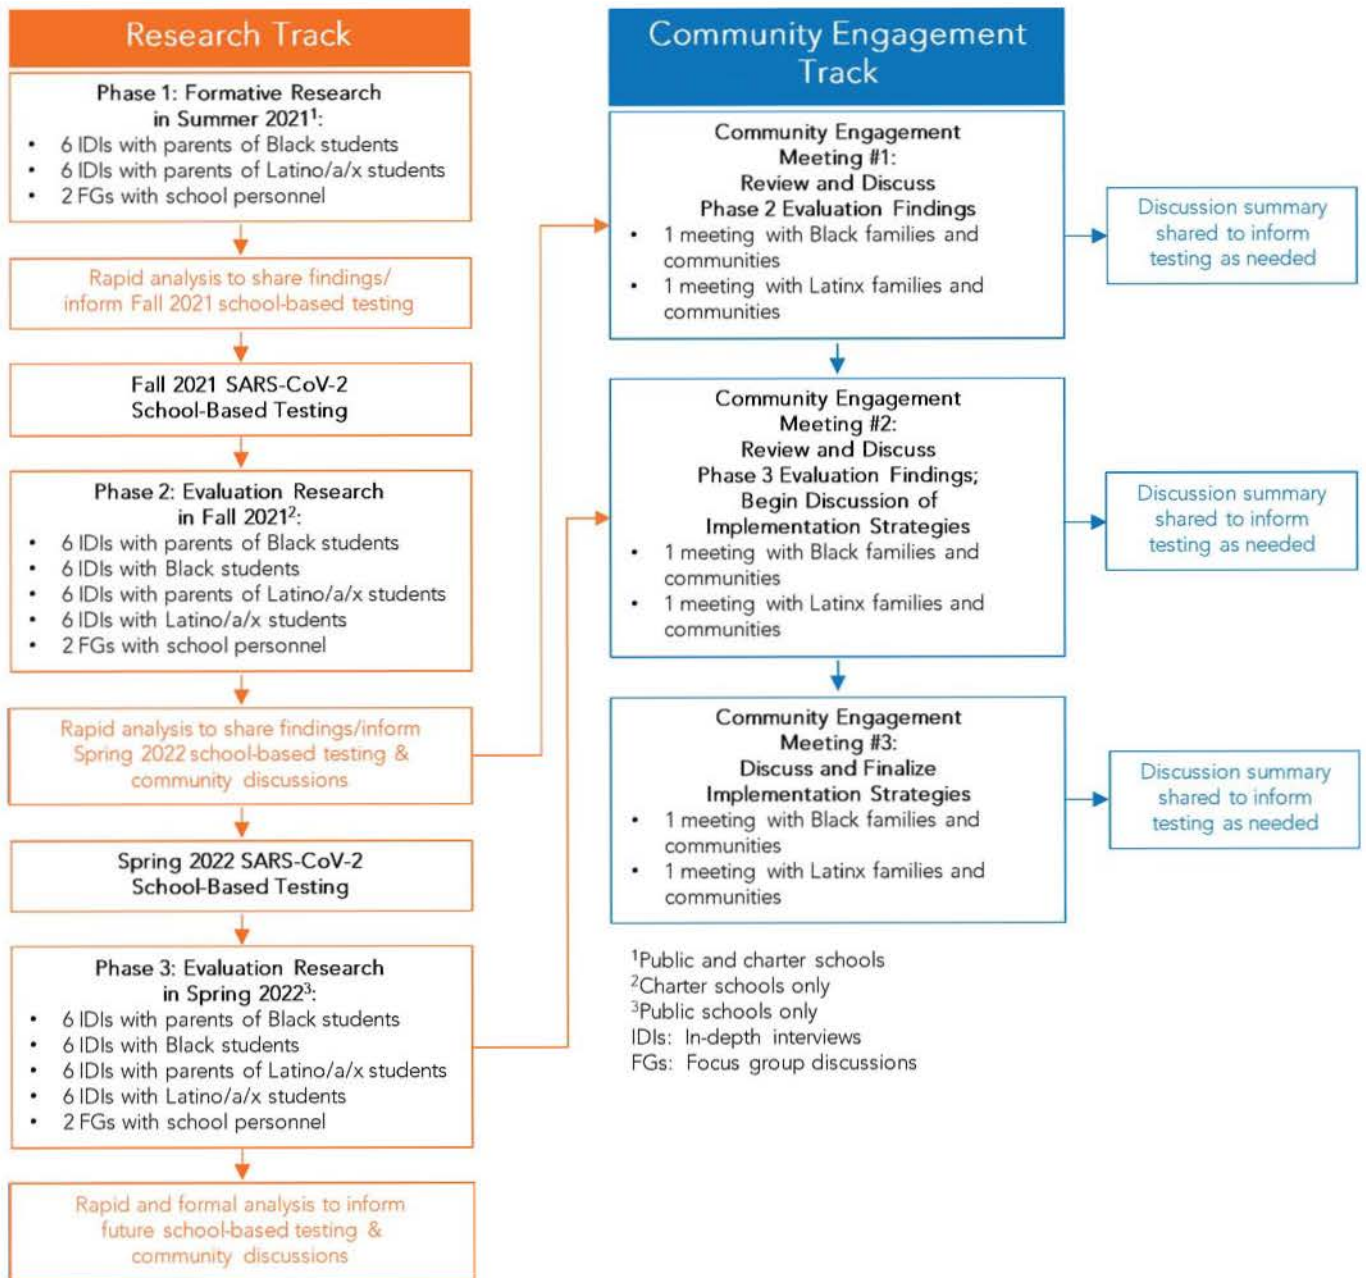 Research Track
Phase 1: Formative Research
in Summer 2021¹:
• 6 IDIs with parents of Black students
• 6 IDIs with parents of Latino/a/x students
• 2 FGs with school personnel
Rapid analysis to share findings/
inform Fall 2021 school-based testing
Fall 2021 SARS-CoV-2
School-Based Testing
Phase 2: Evaluation Research
in Fall 2021²:
• 6 IDIs with parents of Black students
• 6 IDIs with Black students
• 6 IDIs with parents of Latino/a/x students
• 6 IDIs with Latino/a/x students
• 2 FGs with school personnel
Rapid analysis to share findings/inform
Spring 2022 school-based testing &
community discussions
Spring 2022 SARS-CoV-2
School-Based Testing
Phase 3: Evaluation Research
in Spring 2022³:
• 6 IDIs with parents of Black students
• 6 IDIs with Black students
• 6 IDIs with parents of Latino/a/x students
• 6 IDIs with Latino/a/x students
• 2 FGs with school personnel
Rapid and formal analysis to inform
future school-based testing &
community discussions
Community Engagement
Track
Community Engagement
Meeting #1:
Review and Discuss
Phase 2 Evaluation Findings
• 1 meeting with Black families and
communities
• 1 meeting with Latinx families and
communities
Discussion summary
shared to inform
testing as needed
Community Engagement
Meeting #2:
Review and Discuss
Phase 3 Evaluation Findings;
Begin Discussion of
Implementation Strategies
• 1 meeting with Black families and
communities
• 1 meeting with Latinx families and
communities
Discussion summary
shared to inform
testing as needed
Community Engagement
Meeting #3:
Discuss and Finalize
Implementation Strategies
• 1 meeting with Black families and
communities
• 1 meeting with Latinx families and
communities
Discussion summary
shared to inform
testing as needed
¹Public and charter schools
²Charter schools only
³Public schools only
IDIs: In-depth interviews
FGs: Focus group discussions